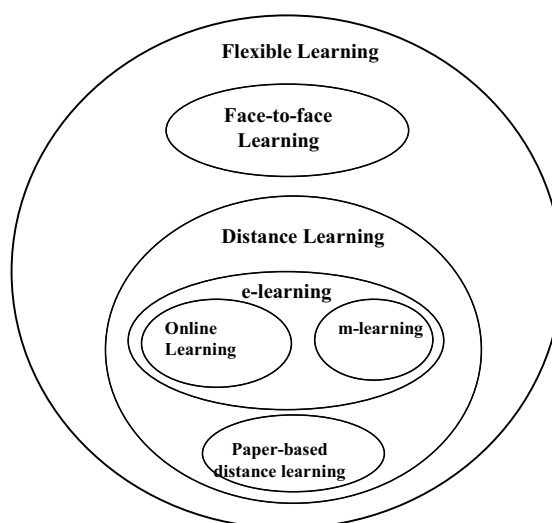 Flexible Learning
Face-to-face
Learning
Distance Learning
e-learning
Online
Learning
m-learning
Paper-based
distance learning